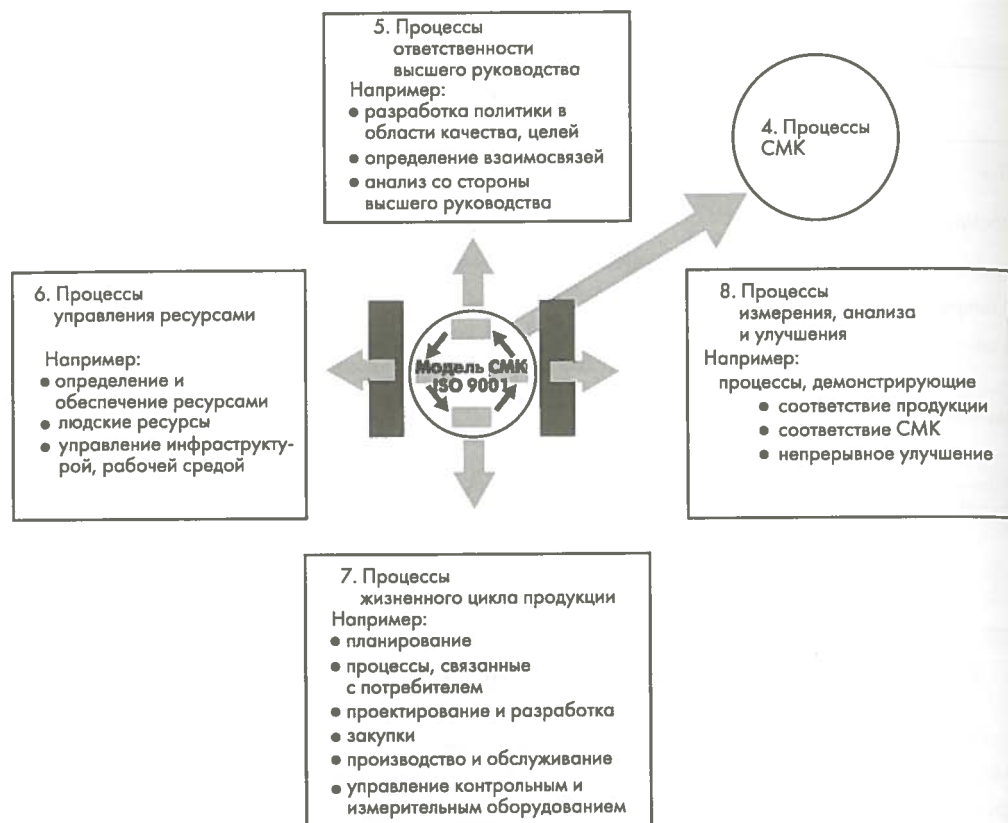 5. Процессы
ответственности
высшего руководства
Например:
● разработка политики в
области качества, целей
● определение взаимосвязей
● анализ со стороны
высшего руководства
4. Процессы
СМК
6. Процессы
управления ресурсами
Например:
● определение и
обеспечение ресурсами
● людские ресурсы
● управление инфраструкту-
рой, рабочей средой
Модель СМК
ISO 9001
8. Процессы
измерения, анализа
и улучшения
Например:
процессы, демонстрирующие
● соответствие продукции
● соответствие СМК
● непрерывное улучшение
7. Процессы
жизненного цикла продукции
Например:
● планирование
● процессы, связанные
с потребителем
● проектирование и разработка
● закупки
● производство и обслуживание
● управление контрольным и
измерительным оборудованием